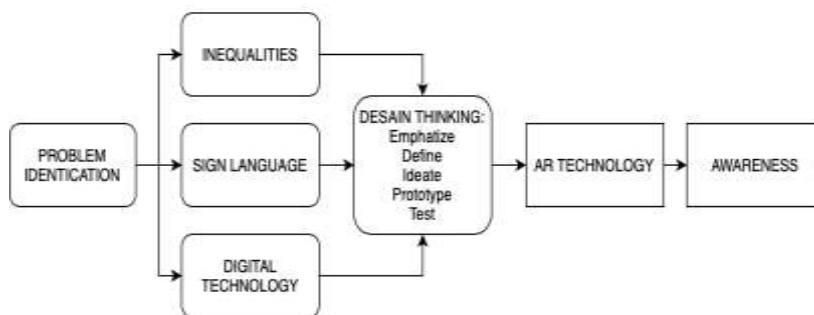 PROBLEM
IDENTICATION
INEQUALITIES
SIGN LANGUAGE
DIGITAL
TECHNOLOGY
DESAIN THINKING:
Emphatize
Define
Ideate
Prototype
Test
AR TECHNOLOGY
AWARENESS